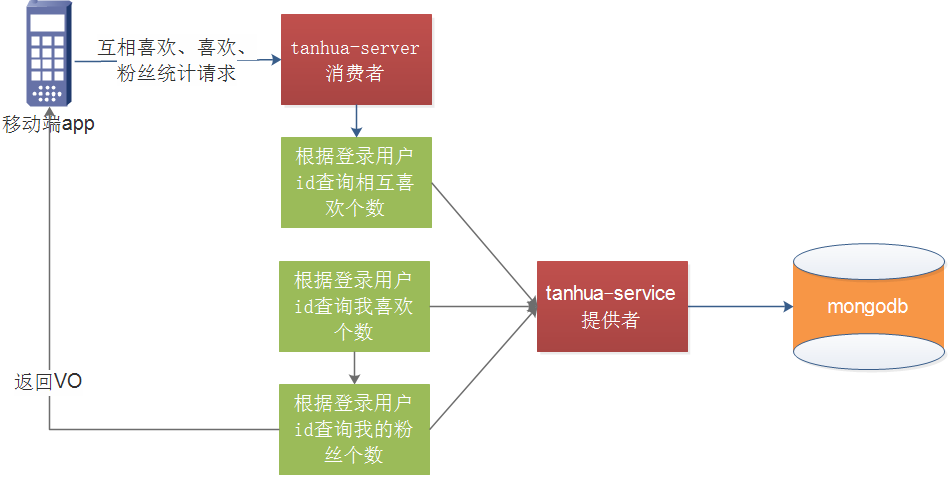 互相喜欢、喜欢、
粉丝统计请求
移动端app
tanhua-server
消费者
根据登录用户
id查询相互喜
欢个数
根据登录用户
id查询我喜欢
个数
根据登录用户
id查询我的粉
丝个数
tanhua-service
提供者
mongodb
返回VO